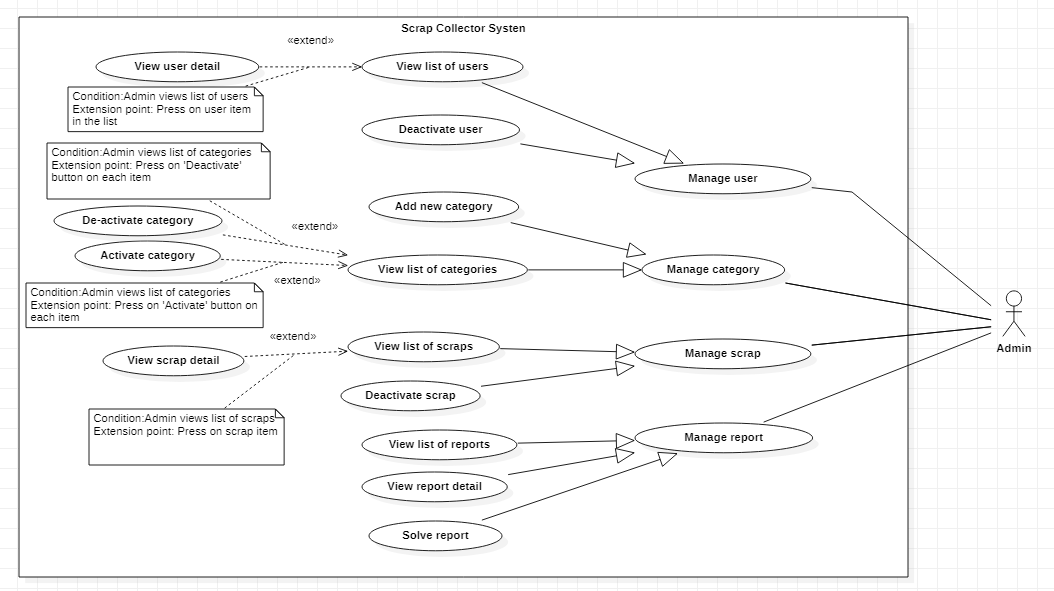 Scrap Collector Systen
«extend»
View user detail
View list of users
Condition:Admin views list of users
Extension point: Press on user item
in the list
Deactivate user
Condition:Admin views list of categories
Extension point: Press on 'Deactivate'
button on each item
Manage user
De-activate category
Add new category
«extend»
Activate category
View list of categories
Manage category
«extend»
Condition:Admin views list of categories
Extension point: Press on 'Activate' button on
each item
Admin
«extend»
View scrap detail
View list of scraps
Manage scrap
Deactivate scrap
Condition:Admin views list of scraps
Extension point: Press on scrap item
View list of reports
Manage report
View report detail
Solve report